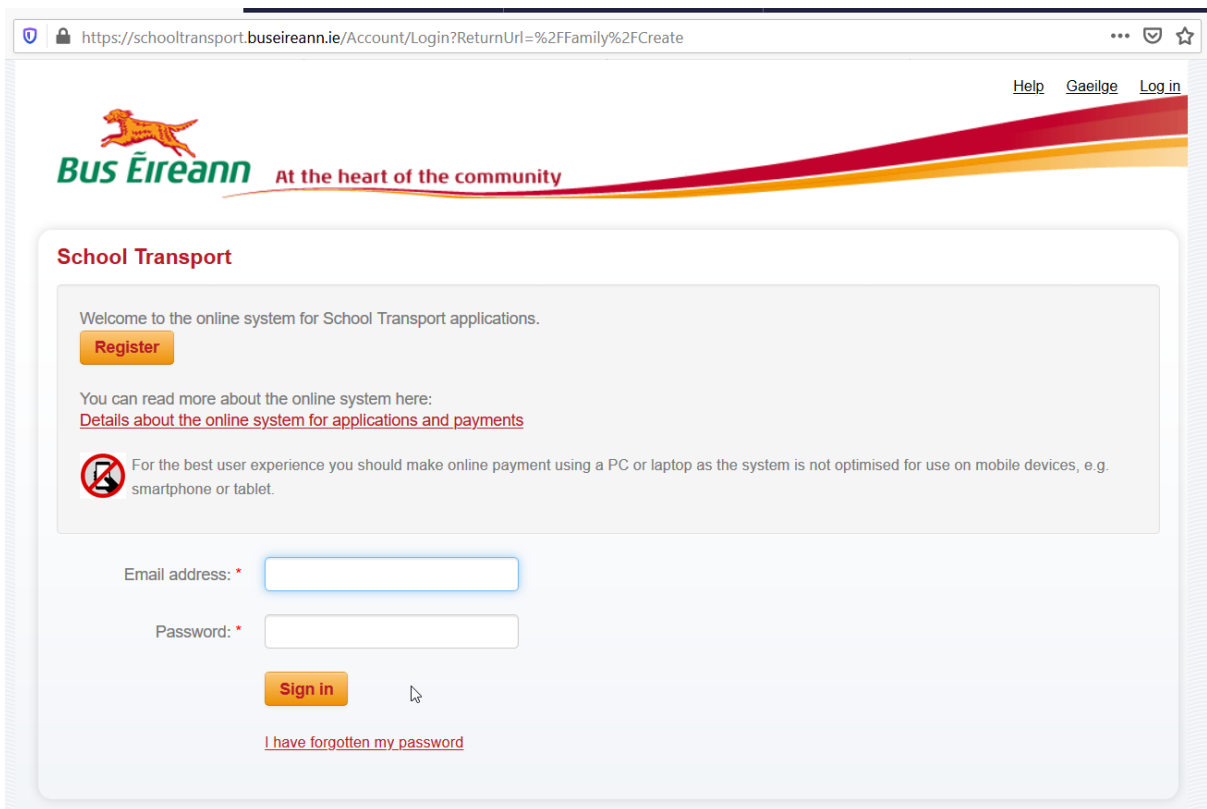 https://schooltransport.buseireann.ie/Account/Login?ReturnUrl=%2FFamily%2FCreate
Help Gaeilge Log in
Bus Éireann At the heart of the community
School Transport
Welcome to the online system for School Transport applications.
Register
You can read more about the online system here:
Details about the online system for applications and payments
For the best user experience you should make online payment using a PC or laptop as the system is not optimised for use on mobile devices, e.g.
smartphone or tablet.
Email address: *
Password: *
Sign in
I have forgotten my password